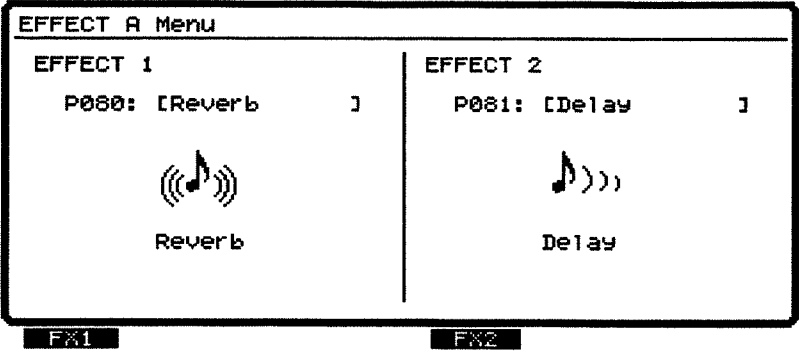 EFFECT A Menu
EFFECT 1
P080: [Reverb ]
Reverb
EFFECT 2
P081: [Delay ]
Delay
FX1
FX2